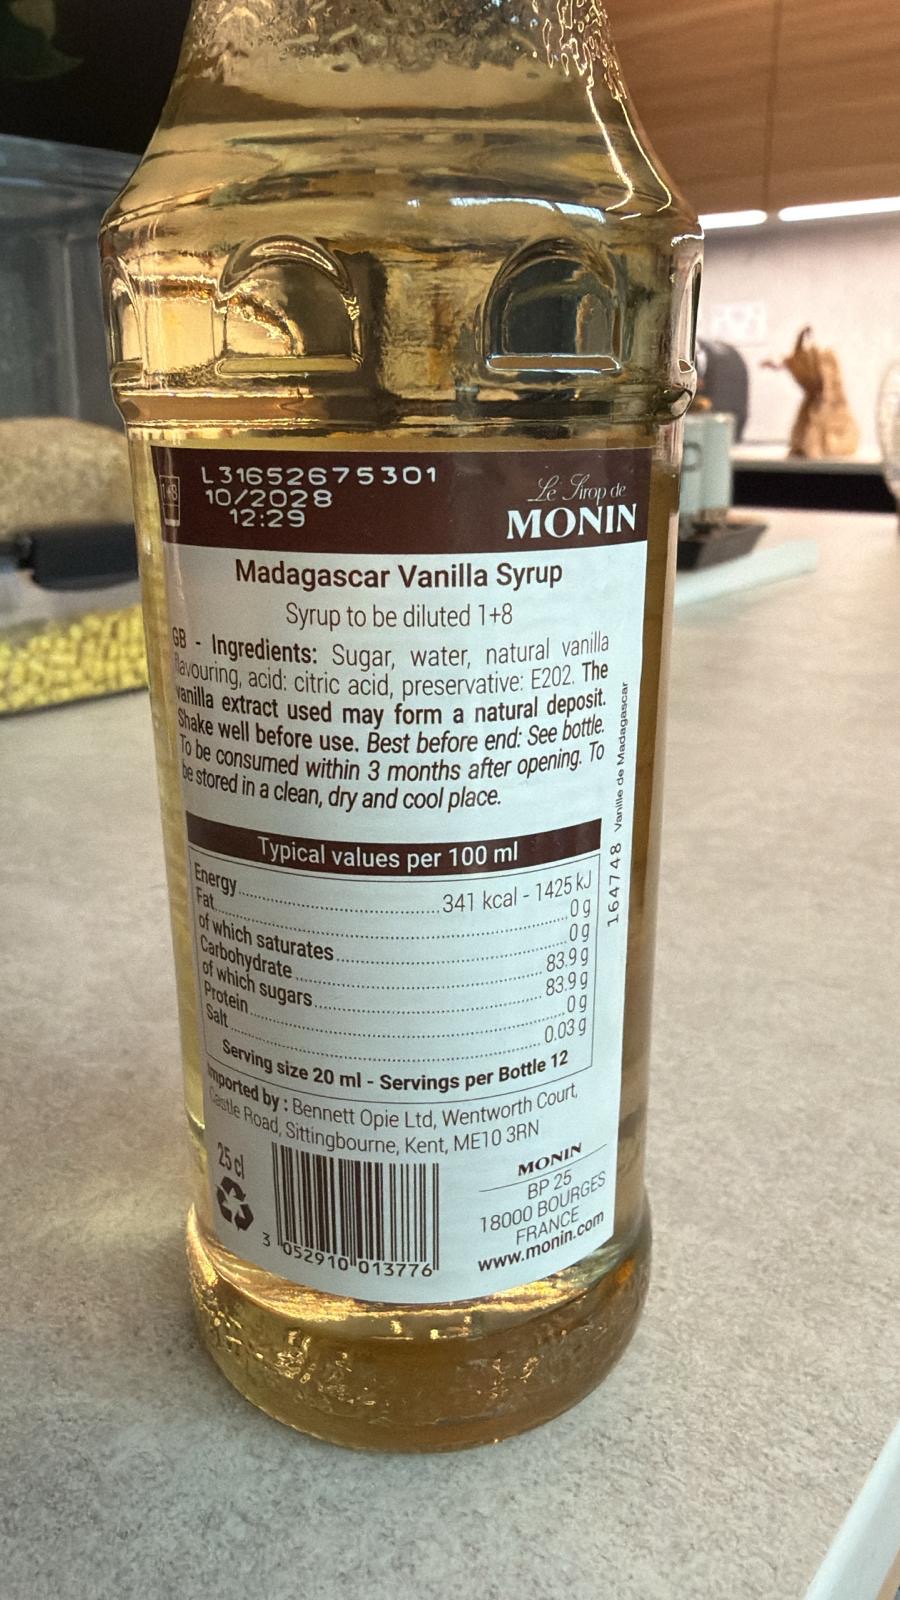 L31652675301
10/2028
12:29
1+8
Le Sirop de
MONIN
Madagascar Vanilla Syrup
Syrup to be diluted 1+8
GB - Ingredients: Sugar, water, natural vanilla
flavouring, acid: citric acid, preservative: E202. The
vanilla extract used may form a natural deposit.
Shake well before use. Best before end: See bottle.
To be consumed within 3 months after opening. To
be stored in a clean, dry and cool place.
164748 Vanille de Madagascar
Typical values per 100 ml
Energy 341 kcal - 1425 kJ
Fat 0 g
of which saturates 0 g
Carbohydrate 83.9 g
of which sugars 83.9 g
Protein 0 g
Salt 0.03 g
Serving size 20 ml - Servings per Bottle 12
Imported by : Bennett Opie Ltd, Wentworth Court,
Castle Road, Sittingbourne, Kent, ME10 3RN
25 cl
3 052910 013776
MONIN
BP 25
18000 BOURGES
FRANCE
www.monin.com